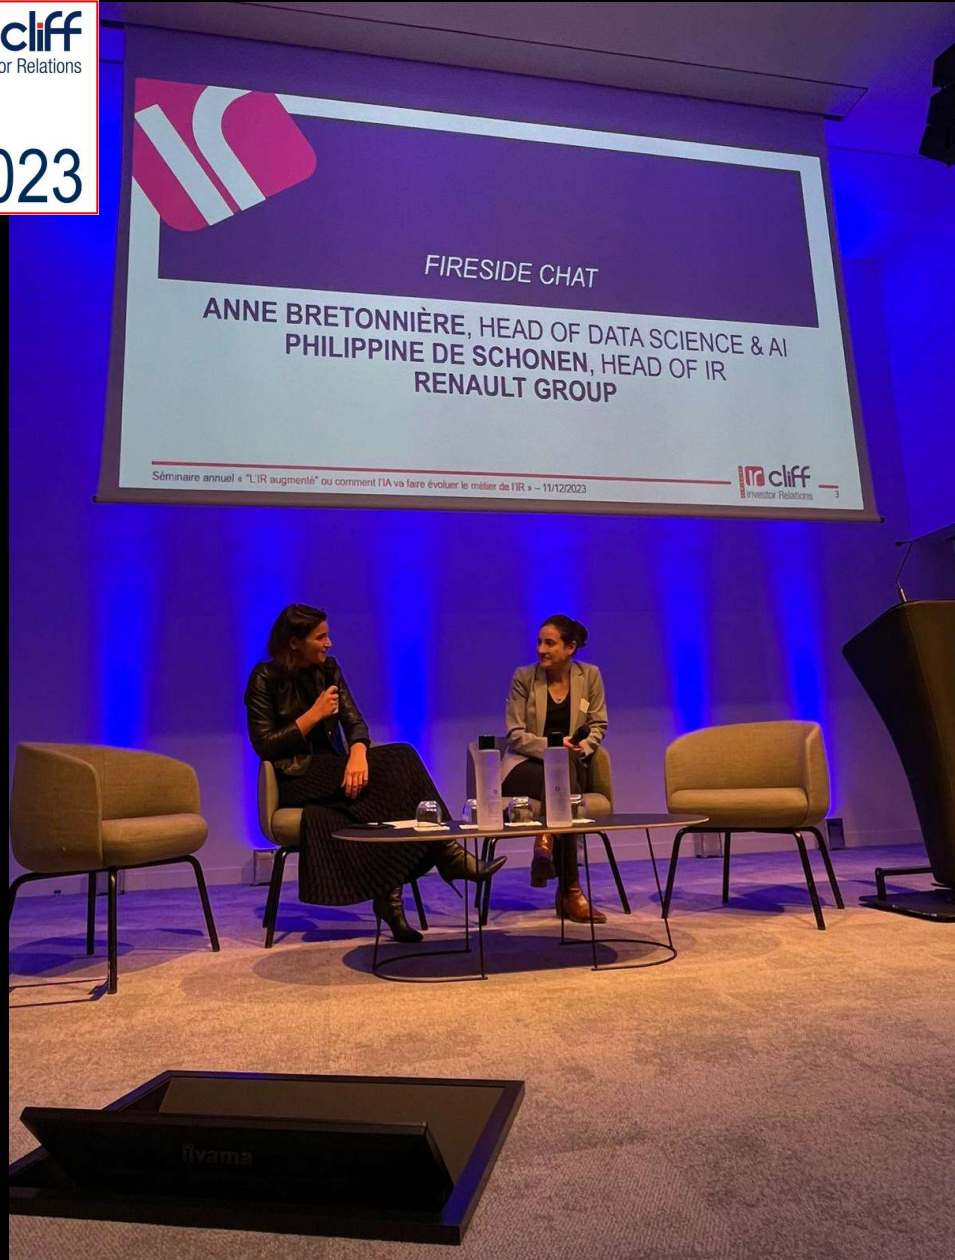 cliff
or Relations
023
FIRESIDE CHAT
ANNE BRETONNIÈRE, HEAD OF DATA SCIENCE & AI
PHILIPPINE DE SCHONEN, HEAD OF IR
RENAULT GROUP
Séminaire annuel « "L'IR augmenté" ou comment l'IA va faire évoluer le métier de l'IR » – 11/12/2023
ir cliff
Investor Relations
3
iiyama